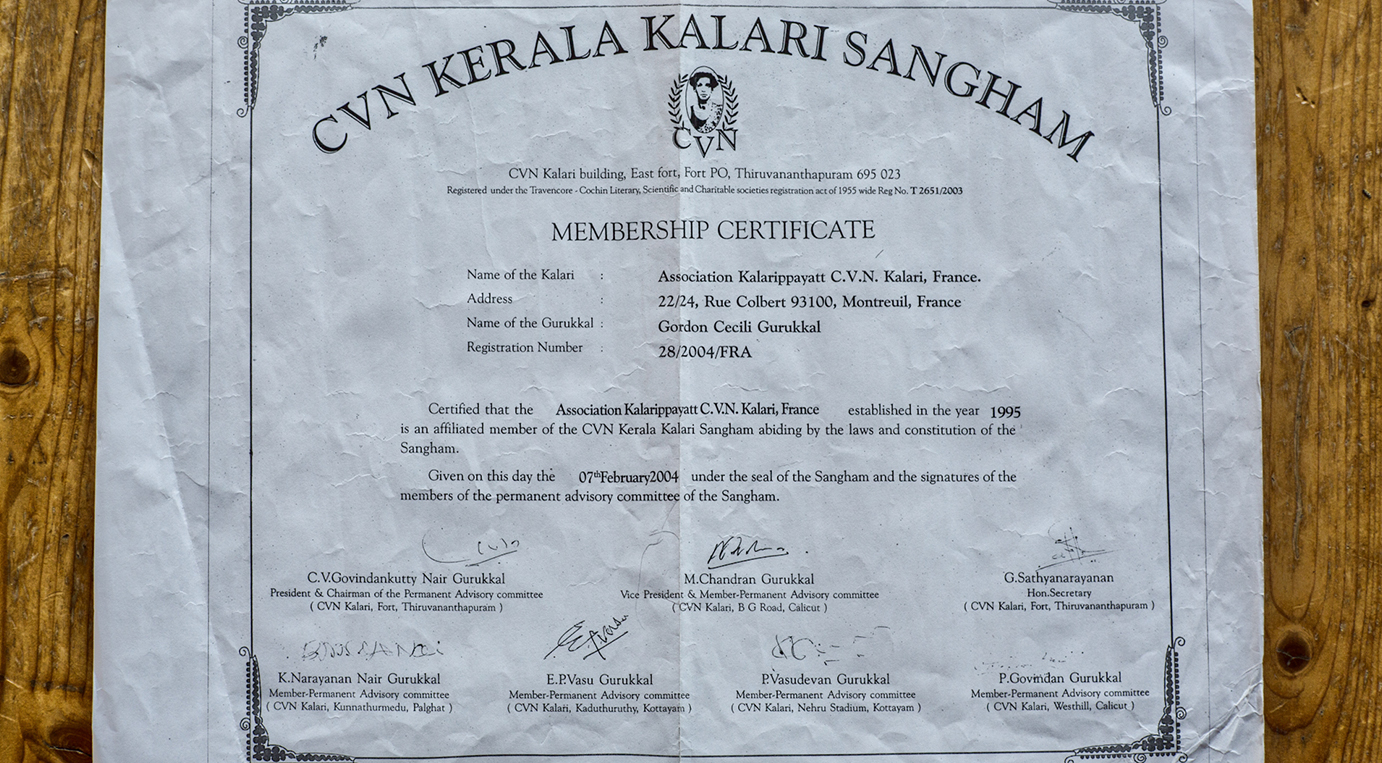 CVN KERALA KALARI SANGHAM
CVN
CVN Kalari building, East fort, Fort PO, Thiruvananthapuram 695 023
Registered under the Travencore - Cochin Literary, Scientific and Charitable societies registration act of 1955 wide Reg No. T 2651/2003
MEMBERSHIP CERTIFICATE
Name of the Kalari : Association Kalarippayatt C.V.N. Kalari, France.
Address : 22/24, Rue Colbert 93100, Montreuil, France
Name of the Gurukkal : Gordon Cecili Gurukkal
Registration Number : 28/2004/FRA
Certified that the Association Kalarippayatt C.V.N. Kalari, France established in the year 1995
is an affiliated member of the CVN Kerala Kalari Sangham abiding by the laws and constitution of the
Sangham.
Given on this day the 07thFebruary2004 under the seal of the Sangham and the signatures of the
members of the permanent advisory committee of the Sangham.
C.V.Govindankutty Nair Gurukkal M.Chandran Gurukkal G.Sathyanarayanan
President & Chairman of the Permanent Advisory committee Vice President & Member-Permanent Advisory committee Hon.Secretary
( CVN Kalari, Fort, Thiruvananthapuram ) ( CVN Kalari, B G Road, Calicut ) ( CVN Kalari, Fort, Thiruvananthapuram )
K.Narayanan Nair Gurukkal E.P.Vasu Gurukkal P.Vasudevan Gurukkal P.Govindan Gurukkal
Member-Permanent Advisory committee Member-Permanent Advisory committee Member-Permanent Advisory committee Member-Permanent Advisory committee
( CVN Kalari, Kunnathurmedu, Palghat ) ( CVN Kalari, Kaduthuruthy, Kottayam ) ( CVN Kalari, Nehru Stadium, Kottayam ) ( CVN Kalari, Westhill, Calicut )